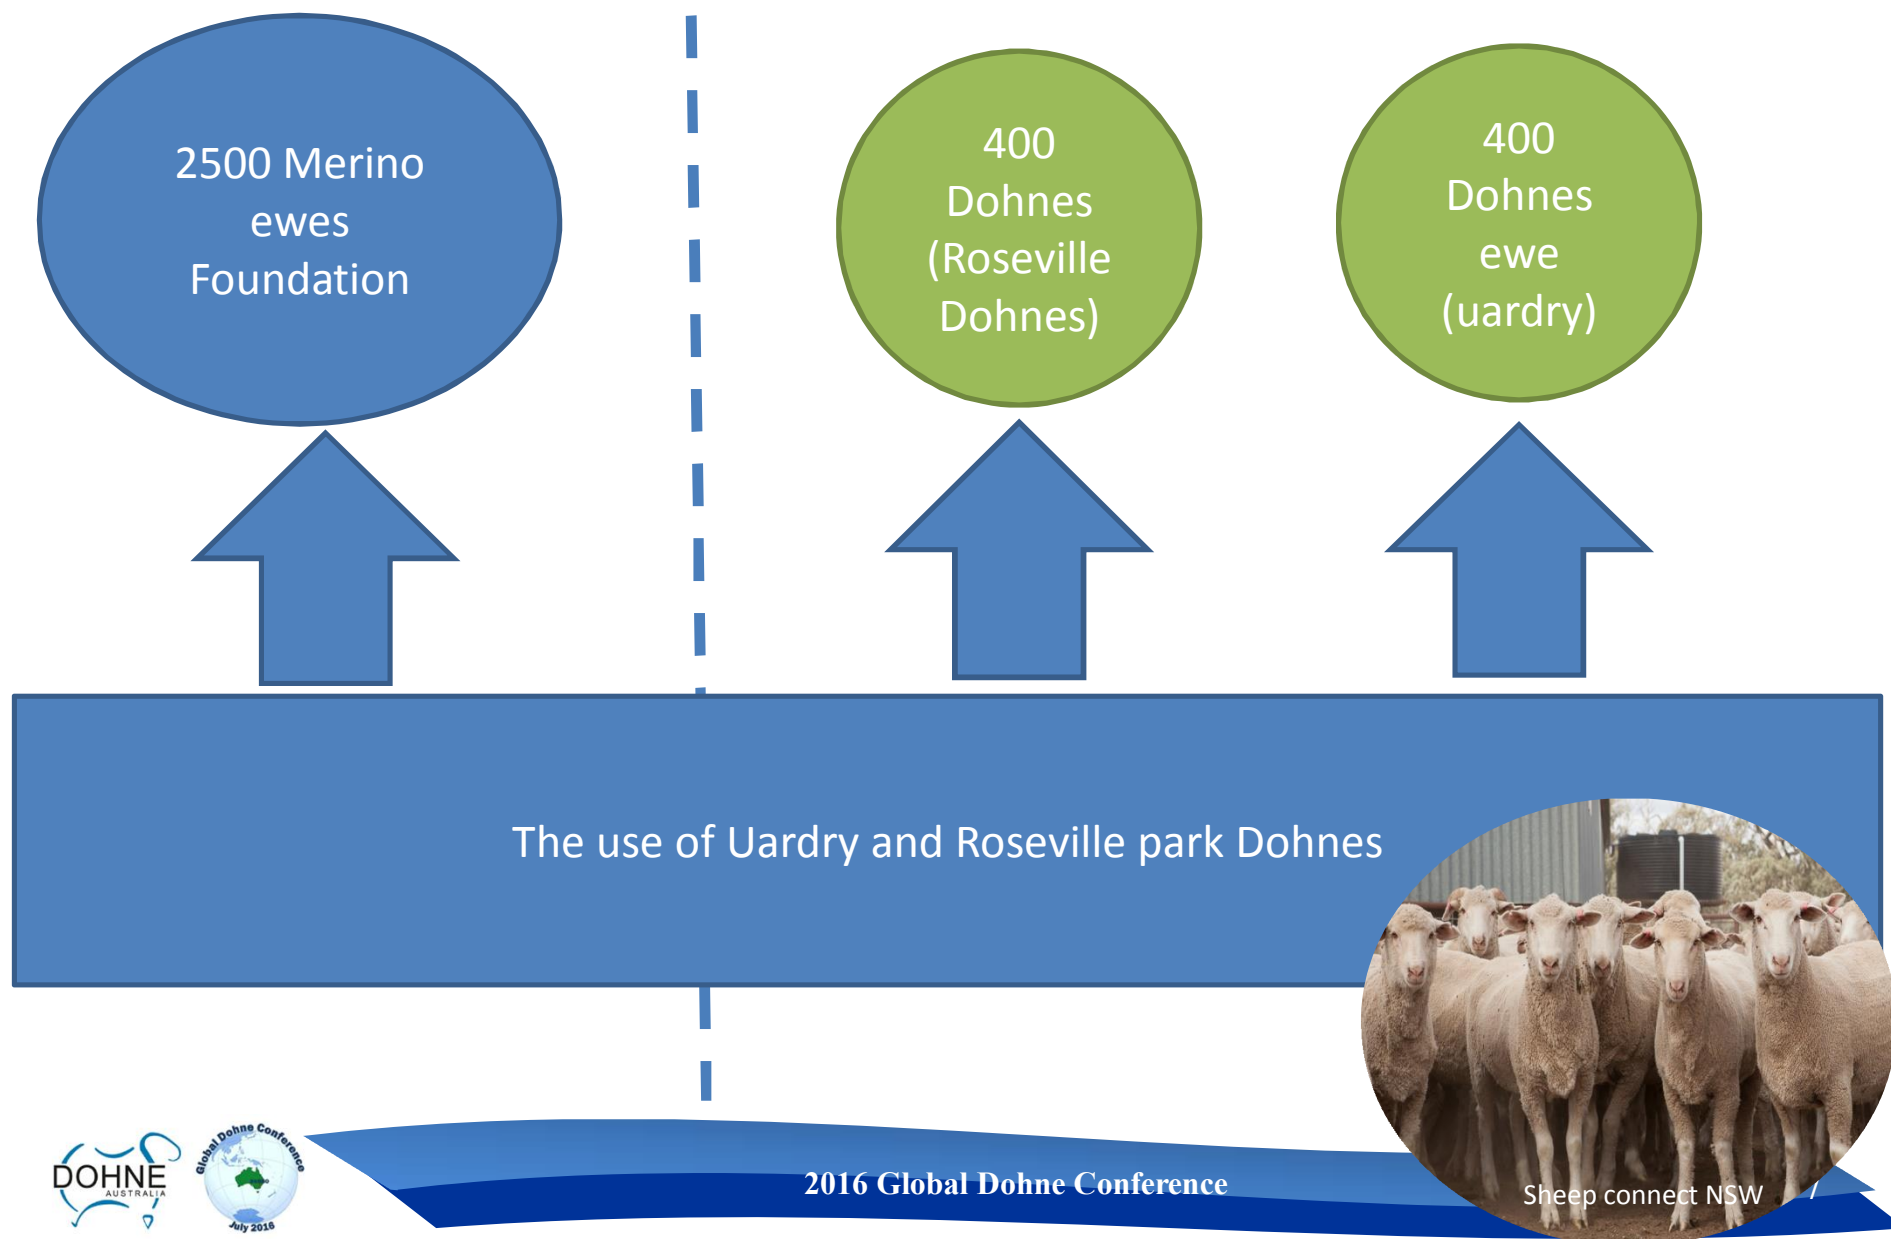 2500 Merino
ewes
Foundation
400
Dohnes
(Roseville
Dohnes)
400
Dohnes
ewe
(uardry)
The use of Uardry and Roseville park Dohnes
DOHNE
AUSTRALIA
Global Dohne Conference
July 2016
2016 Global Dohne Conference
Sheep connect NSW
7